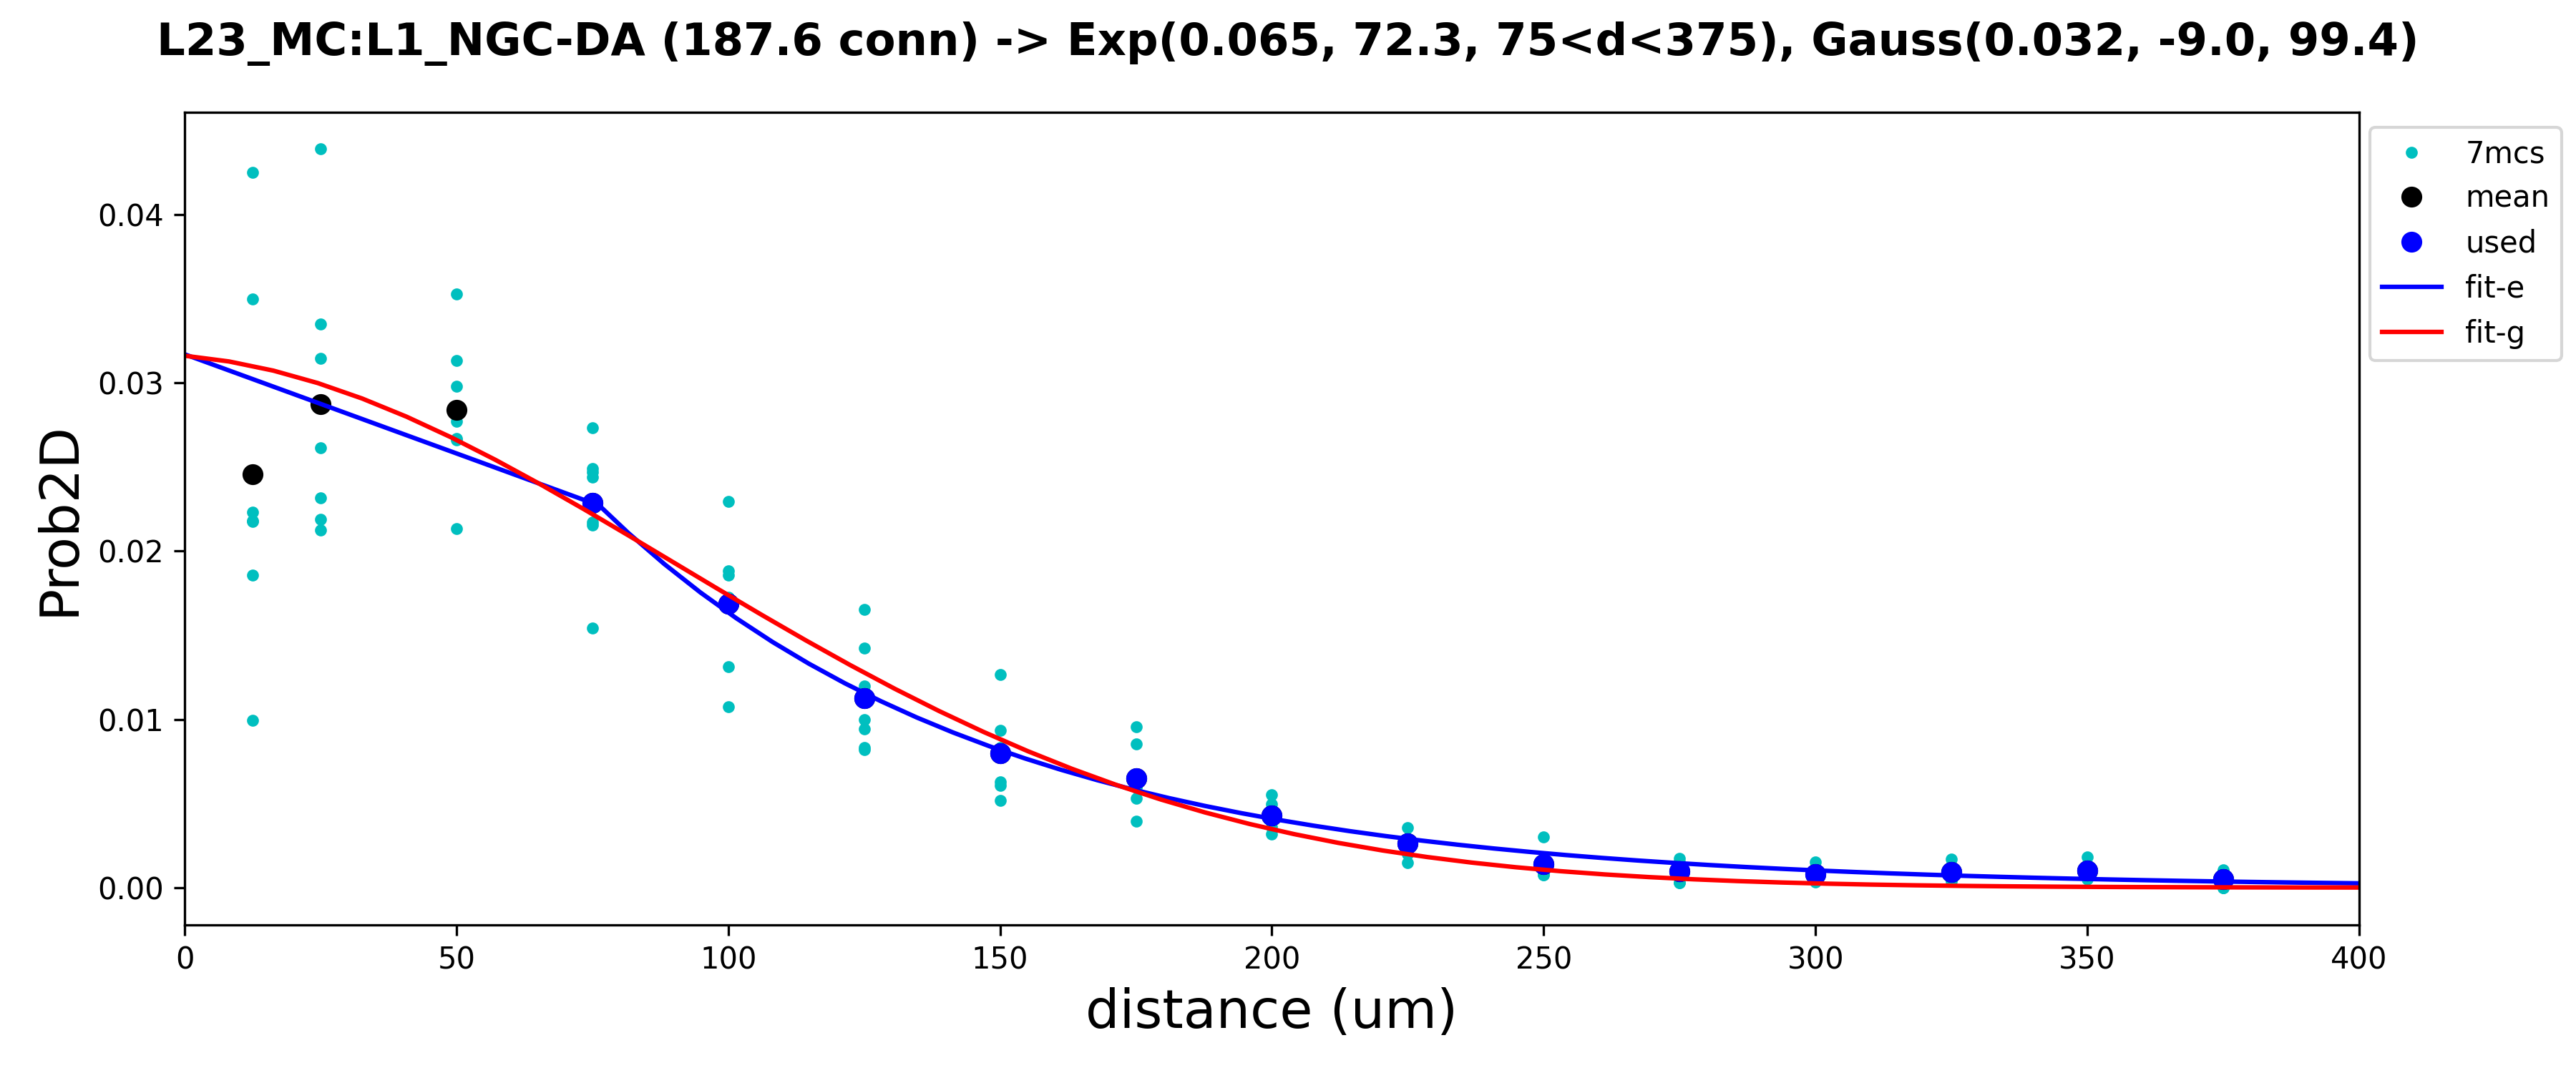 L23_MC:L1_NGC-DA (187.6 conn) -> Exp(0.065, 72.3, 75<d<375), Gauss(0.032, -9.0, 99.4)
7mcs
mean
used
fit-e
fit-g
Prob2D
0.04
0.03
0.02
0.01
0.00
0 50 100 150 200 250 300 350 400
distance (um)